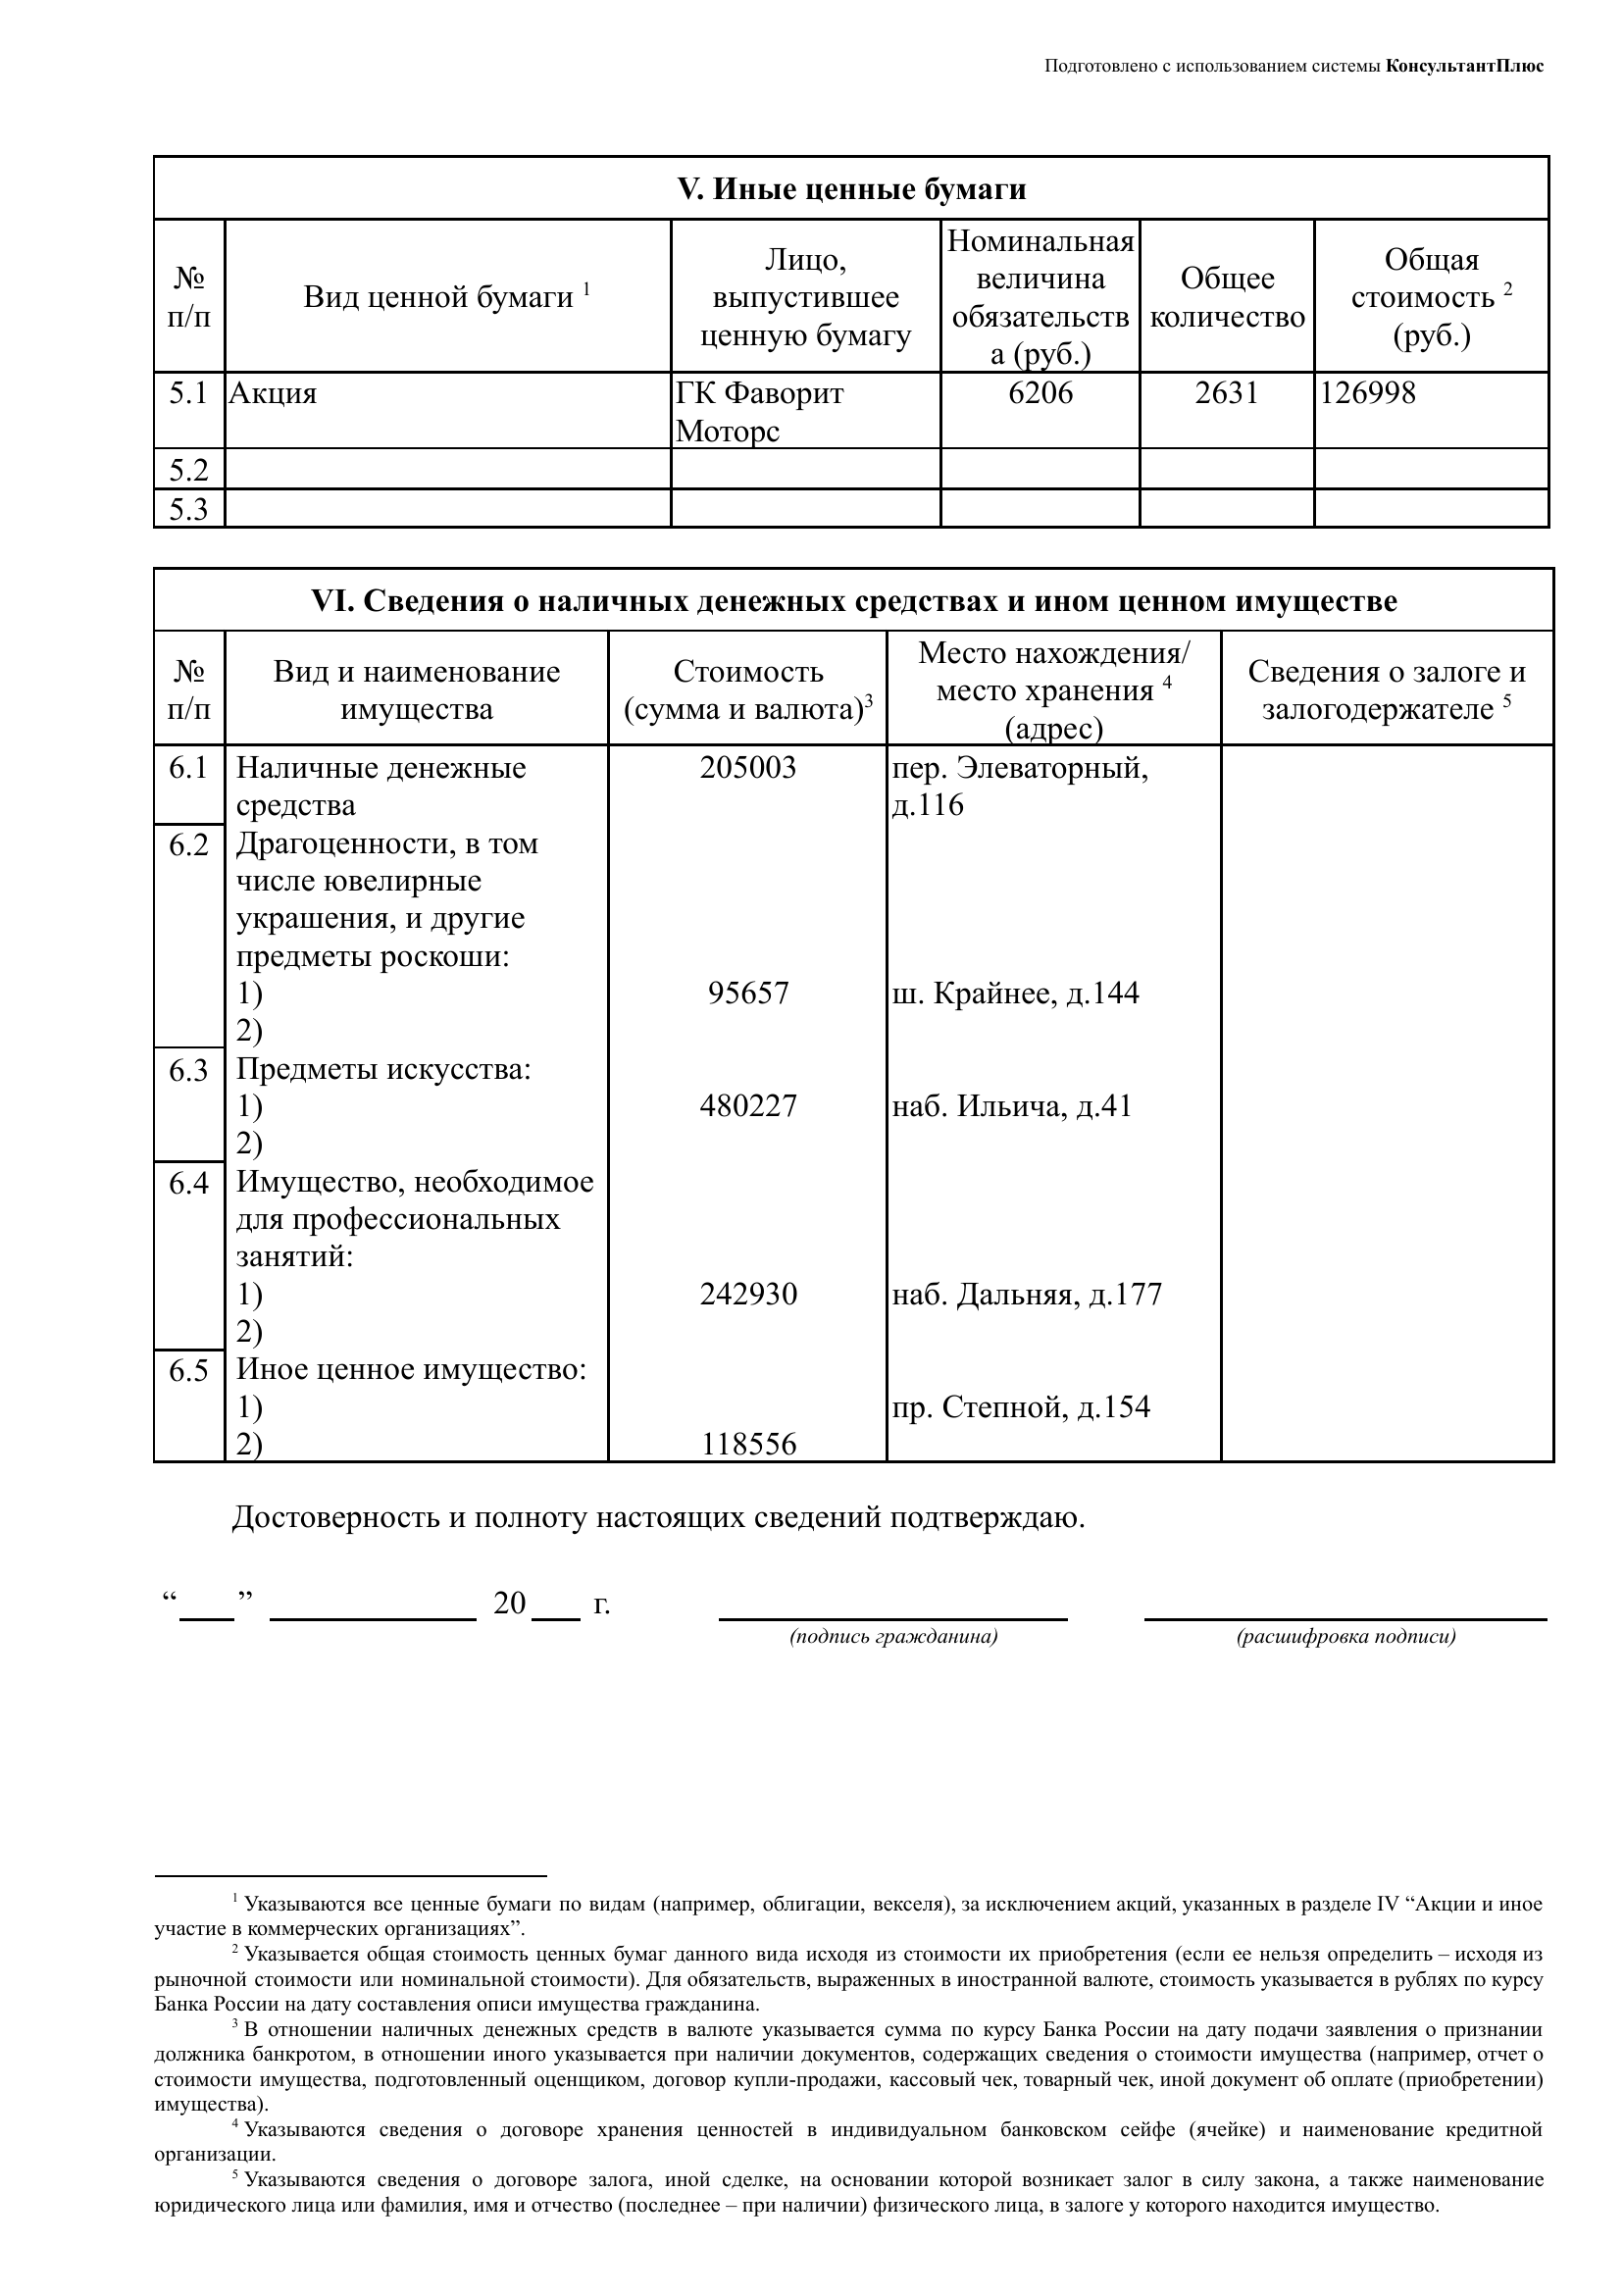 Подготовлено с использованием системы КонсультантПлюс
V. Иные ценные бумаги
№ п/п
Вид ценной бумаги 1
Лицо, выпустившее ценную бумагу
Номинальная величина обязательств а (руб.)
Общее количество
Общая стоимость 2 (руб.)
5.1 Акция ГК Фаворит 6206 2631 126998
Моторс
5.2
5.3
VI. Сведения о наличных денежных средствах и ином ценном имуществе
№ п/п
Вид и наименование имущества
Стоимость (сумма и валюта)3
Место нахождения/ место хранения 4 (адрес)
Сведения о залоге и залогодержателе 5
6.1 Наличные денежные 205003 пер. Элеваторный,
средства д.116
6.2 Драгоценности, в том
числе ювелирные
украшения, и другие
предметы роскоши:
1) 95657 ш. Крайнее, д.144
2)
6.3 Предметы искусства:
1) 480227 наб. Ильича, д.41
2)
6.4 Имущество, необходимое
для профессиональных
занятий:
1) 242930 наб. Дальняя, д.177
2)
6.5 Иное ценное имущество:
1) пр. Степной, д.154
2) 118556
Достоверность и полноту настоящих сведений подтверждаю.
“___” ___ 20 ___ г.
(подпись гражданина) (расшифровка подписи)
1 Указываются все ценные бумаги по видам (например, облигации, векселя), за исключением акций, указанных в разделе IV “Акции и иное
участие в коммерческих организациях”.
2 Указывается общая стоимость ценных бумаг данного вида исходя из стоимости их приобретения (если ее нельзя определить – исходя из
рыночной стоимости или номинальной стоимости). Для обязательств, выраженных в иностранной валюте, стоимость указывается в рублях по курсу
Банка России на дату составления описи имущества гражданина.
3 В отношении наличных денежных средств в валюте указывается сумма по курсу Банка России на дату подачи заявления о признании
должника банкротом, в отношении иного указывается при наличии документов, содержащих сведения о стоимости имущества (например, отчет о
стоимости имущества, подготовленный оценщиком, договор купли-продажи, кассовый чек, товарный чек, иной документ об оплате (приобретении)
имущества).
4 Указываются сведения о договоре хранения ценностей в индивидуальном банковском сейфе (ячейке) и наименование кредитной
организации.
5 Указываются сведения о договоре залога, иной сделке, на основании которой возникает залог в силу закона, а также наименование
юридического лица или фамилия, имя и отчество (последнее – при наличии) физического лица, в залоге у которого находится имущество.